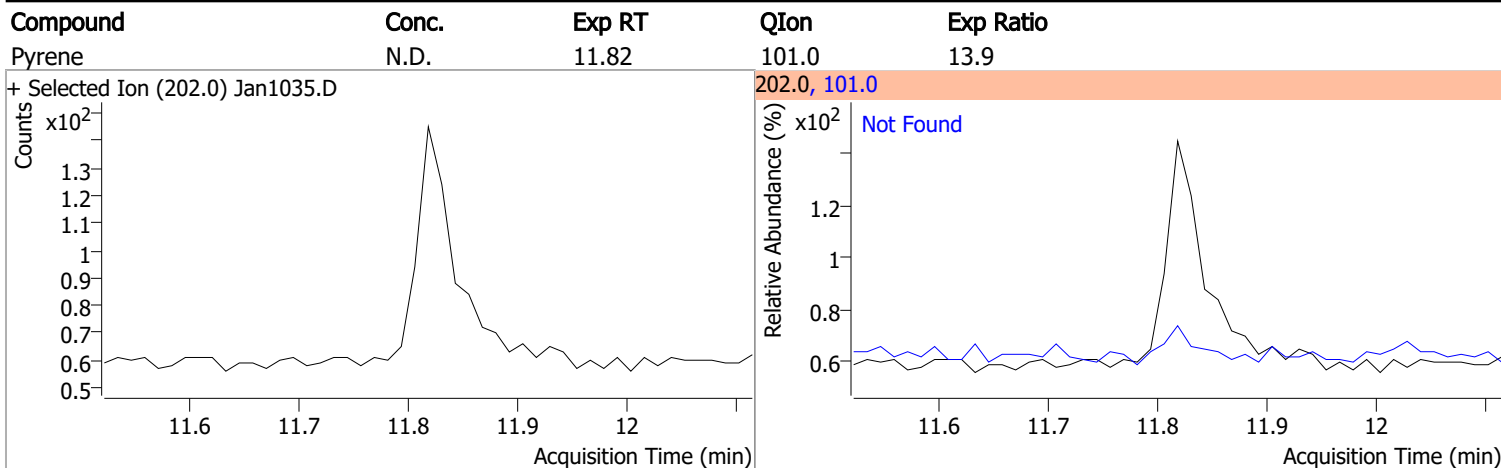 Compound Conc. Exp RT QIon Exp Ratio
Pyrene N.D. 11.82 101.0 13.9
+ Selected Ion (202.0) Jan1035.D
Counts
x10²
1.3
1.2
1.1
1
0.9
0.8
0.7
0.6
0.5
11.6 11.7 11.8 11.9 12
Acquisition Time (min)
202.0, 101.0
Relative Abundance (%)
x10²
Not Found
1.2
1
0.8
0.6
11.6 11.7 11.8 11.9 12
Acquisition Time (min)